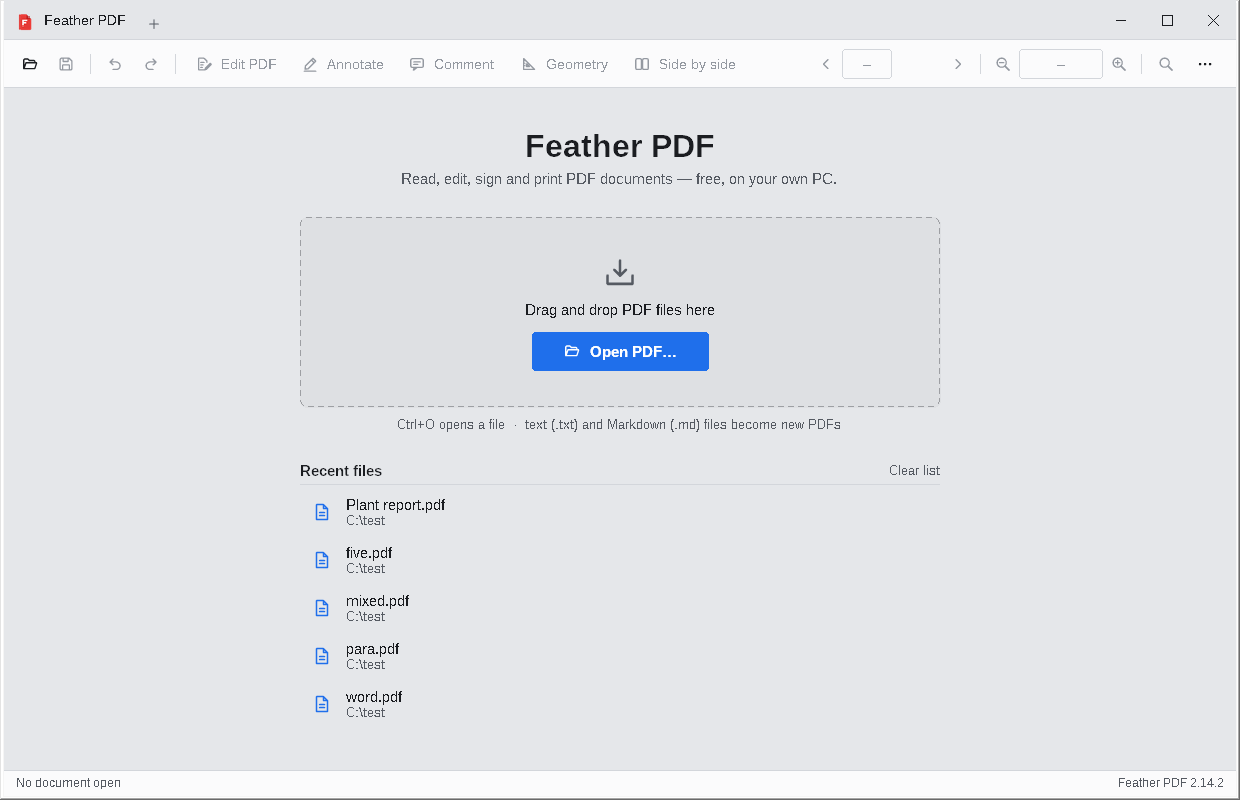 Feather PDF
Edit PDF Annotate Comment Geometry Side by side – –
Feather PDF
Read, edit, sign and print PDF documents — free, on your own PC.
Drag and drop PDF files here
Open PDF...
Ctrl+O opens a file · text (.txt) and Markdown (.md) files become new PDFs
Recent files Clear list
Plant report.pdf
C:\test
five.pdf
C:\test
mixed.pdf
C:\test
para.pdf
C:\test
word.pdf
C:\test
No document open Feather PDF 2.14.2